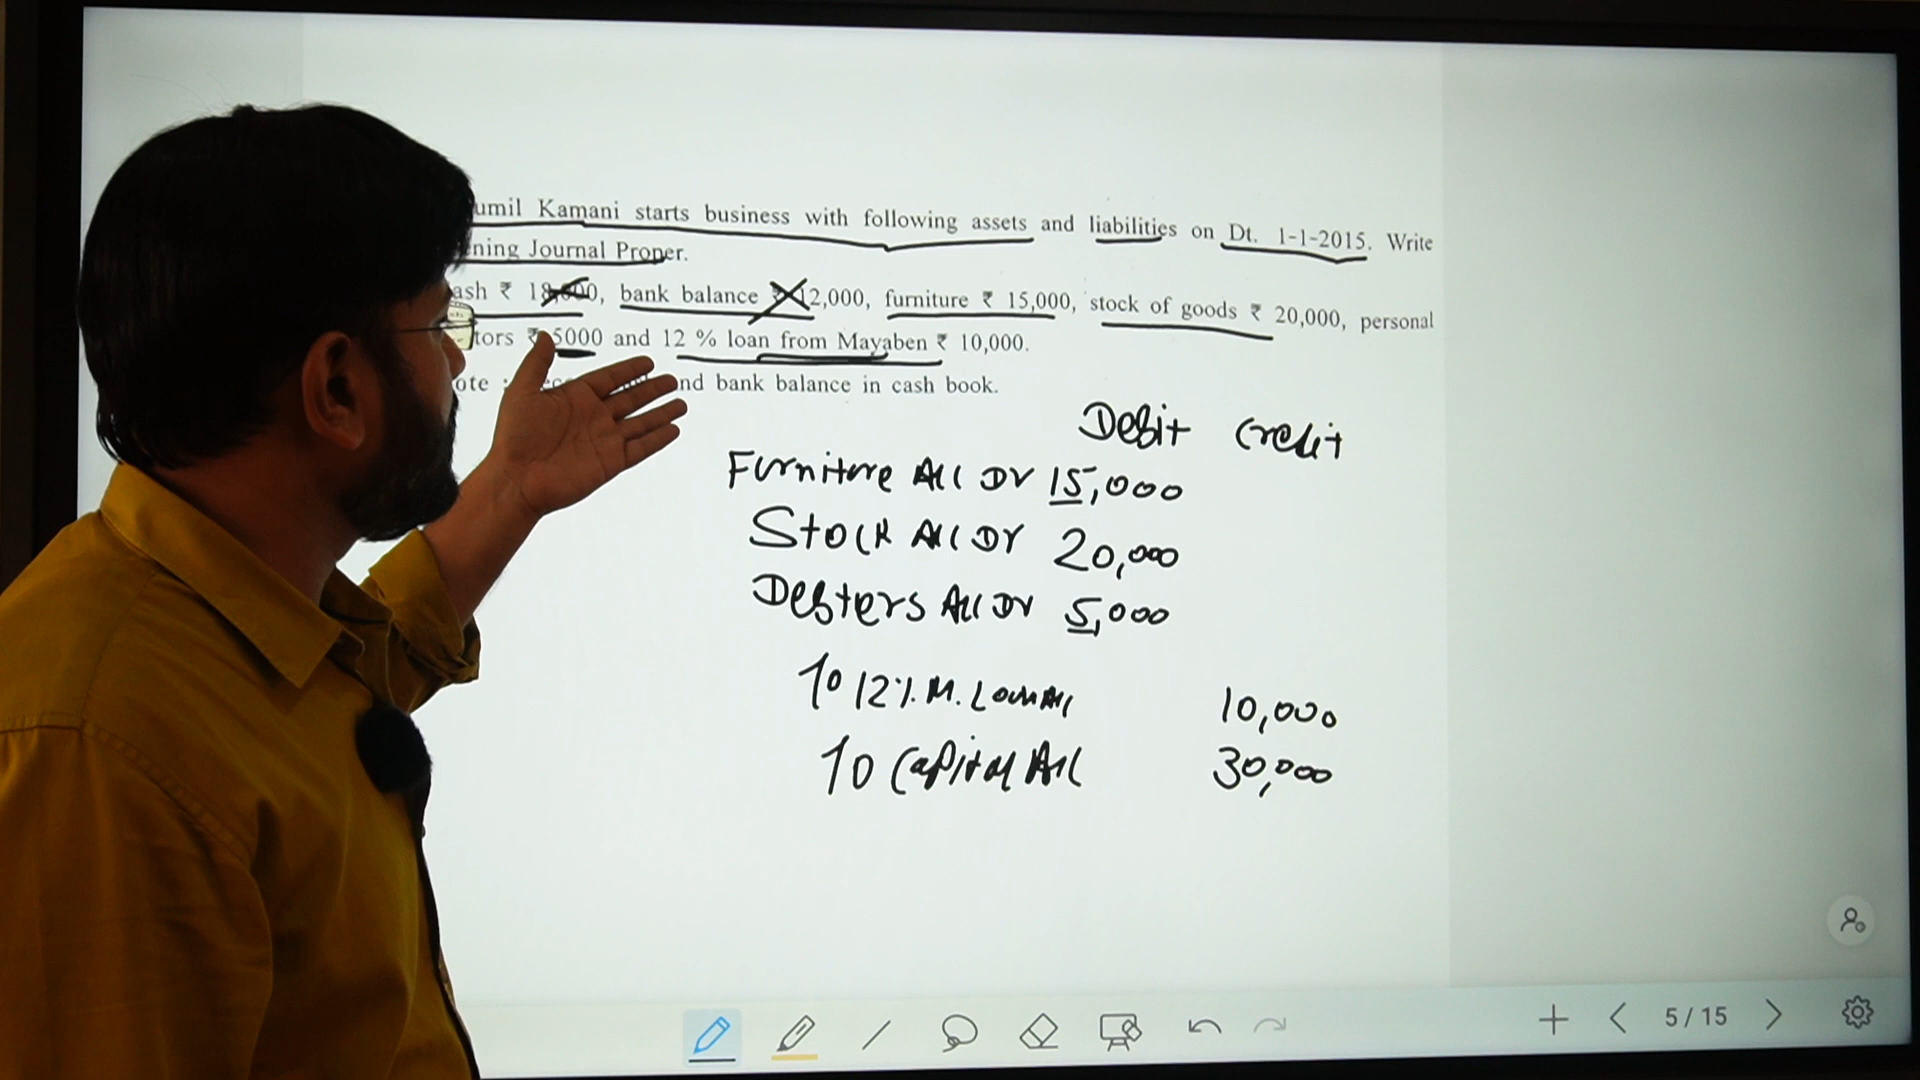 umil Kamani starts business with following assets and liabilities on Dt. 1-1-2015. Write
ning Journal Proper.
ash ₹ 18,000, bank balance 12,000, furniture ₹ 15,000, stock of goods ₹ 20,000, personal
tors ₹ 5000 and 12 % loan from Mayaben ₹ 10,000.
ote : nd bank balance in cash book.
Debit Credit
Furniture A/c Dr 15,000
Stock A/c Dr 20,000
Debters A/c Dr 5,000
To 12%. M. Loan A/c 10,000
To Capital A/c 30,000
5 / 15